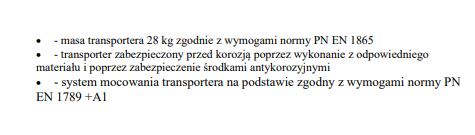 • - masa transportera 28 kg zgodnie z wymogami normy PN EN 1865
• - transporter zabezpieczony przed korozją poprzez wykonanie z odpowiedniego
materiału i poprzez zabezpieczenie środkami antykorozyjnymi
• - system mocowania transportera na podstawie zgodny z wymogami normy PN
EN 1789 +A1